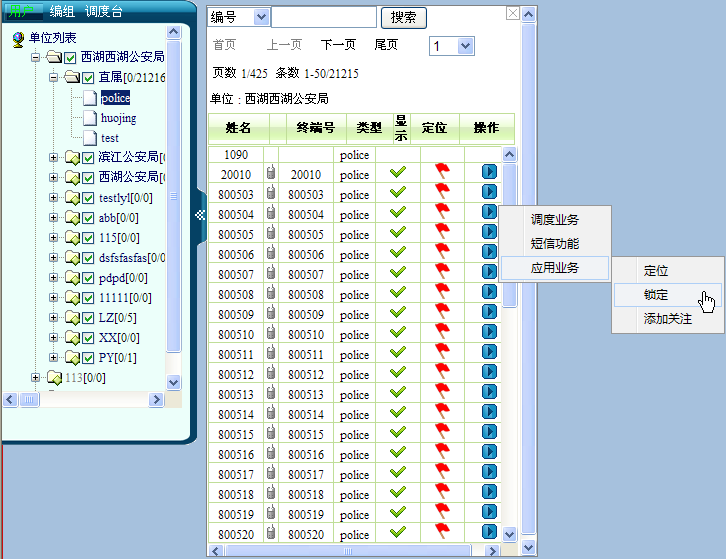 用户 编组 调度台
单位列表
西湖西湖公安局
直属[0/21216
police
huojing
test
滨江公安局[
西湖公安局[
testlyl[0/0]
abb[0/0]
115[0/0]
dsfsfasfas[0/0
pdpd[0/0]
11111[0/0]
LZ[0/5]
XX[0/0]
PY[0/1]
113[0/0]
编号 搜索
首页 上一页 下一页 尾页 1
页数 1/425 条数 1-50/21215
单位：西湖西湖公安局
姓名 终端号 类型 显示 定位 操作
1090 police
20010 20010 police
800503 800503 police
800504 800504 police
800505 800505 police
800506 800506 police
800507 800507 police
800508 800508 police
800509 800509 police
800510 800510 police
800511 800511 police
800512 800512 police
800513 800513 police
800514 800514 police
800515 800515 police
800516 800516 police
800517 800517 police
800518 800518 police
800519 800519 police
800520 800520 police
调度业务
短信功能
应用业务
定位
锁定
添加关注